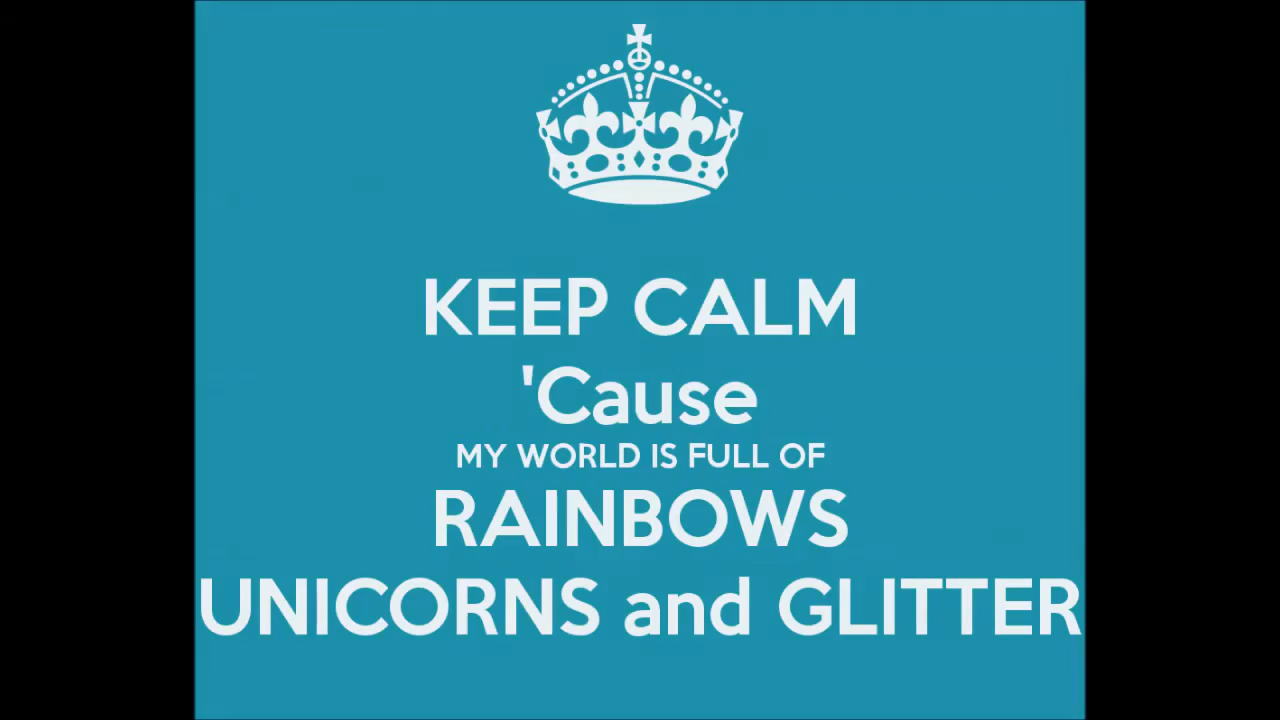 KEEP CALM
'Cause
MY WORLD IS FULL OF
RAINBOWS
UNICORNS and GLITTER